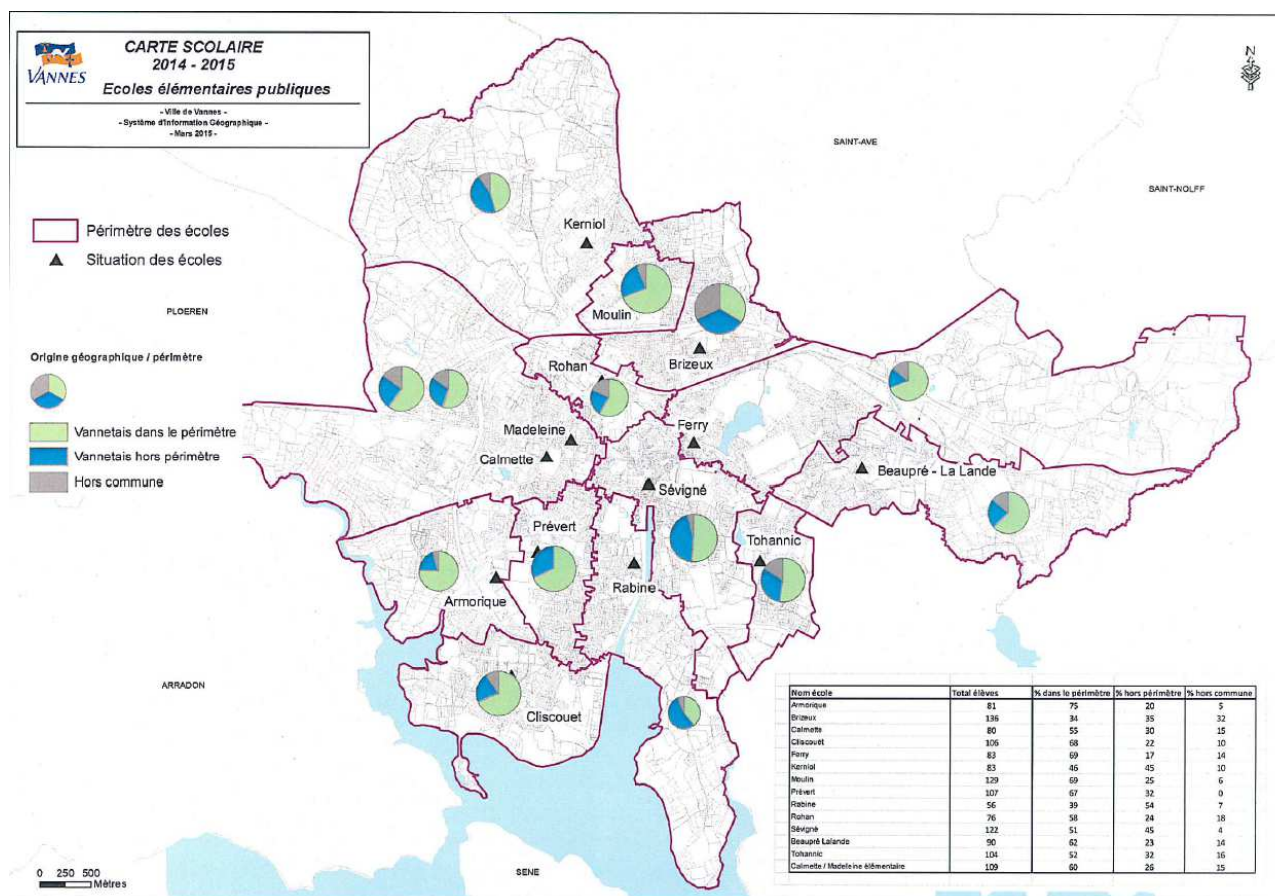 VANNES
CARTE SCOLAIRE
2014 - 2015
Ecoles élémentaires publiques
- Ville de Vannes -
- Système d'Information Géographique -
- Mars 2015 -
N
SAINT-AVE
SAINT-NOLFF
Périmètre des écoles
Situation des écoles
PLOEREN
Origine géographique / périmètre
Vannetais dans le périmètre
Vannetais hors périmètre
Hors commune
Kerniol
Moulin
Brizeux
Rohan
Madeleine
Calmette
Ferry
Sévigné
Beaupré - La Lande
Prévert
Tohannic
Armorique
Rabine
Cliscouet
ARRADON
SENE
0 250 500
Mètres
Nom école Total élèves % dans le périmètre % hors périmètre % hors commune
Armorique 81 75 20 5
Brizeux 136 34 35 32
Calmette 80 55 30 15
Cliscouet 106 68 22 10
Ferry 83 69 17 14
Kerniol 83 46 45 10
Moulin 129 69 25 6
Prévert 107 67 32 0
Rabine 56 39 54 7
Rohan 76 58 24 18
Sévigné 122 51 45 4
Beaupré Lalande 90 62 23 14
Tohannic 104 52 32 16
Calmette / Madeleine élémentaire 109 60 26 15